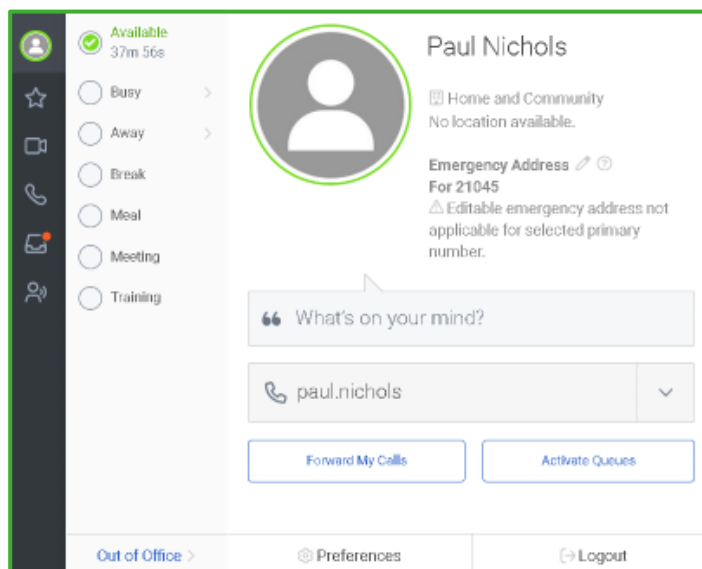 Available
37m 56s
Busy
Away
Break
Meal
Meeting
Training
Out of Office
Paul Nichols
Home and Community
No location available.
Emergency Address
For 21045
Editable emergency address not
applicable for selected primary
number.
What's on your mind?
paul.nichols
Forward My Calls
Activate Queues
Preferences
Logout